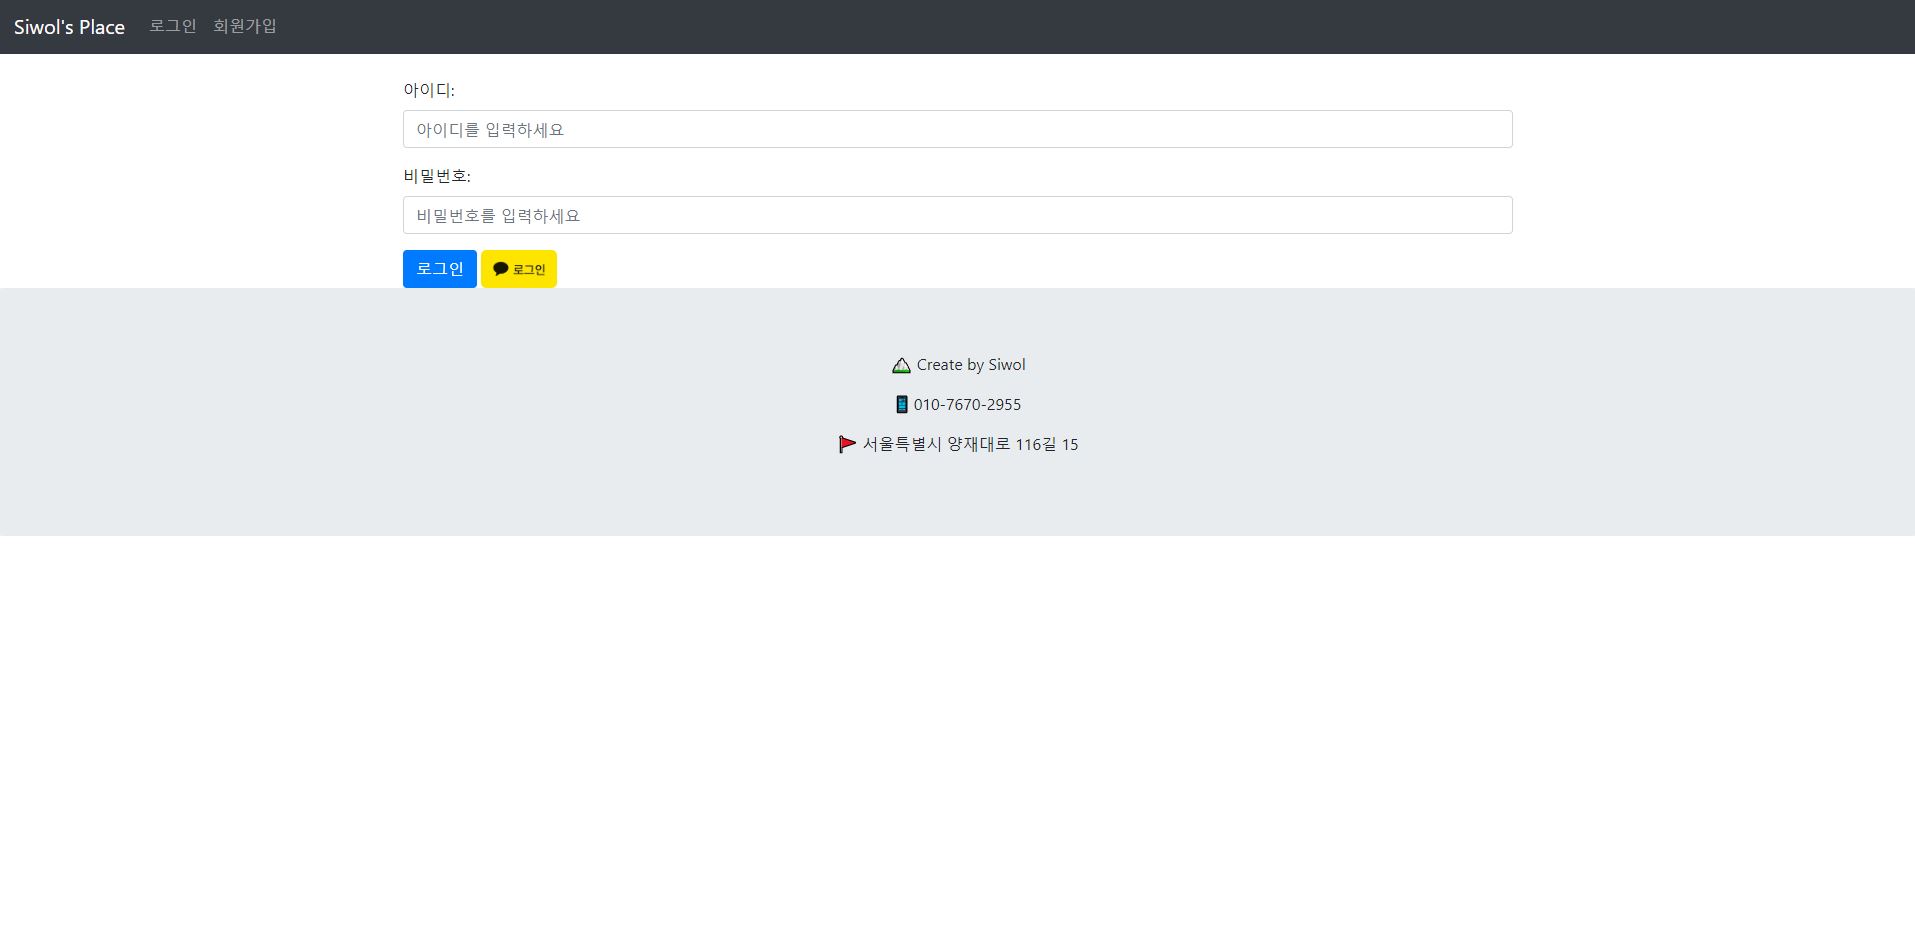 Siwol's Place 로그인 회원가입
아이디:
아이디를 입력하세요
비밀번호:
비밀번호를 입력하세요
로그인 로그인
Create by Siwol
010-7670-2955
서울특별시 양재대로 116길 15